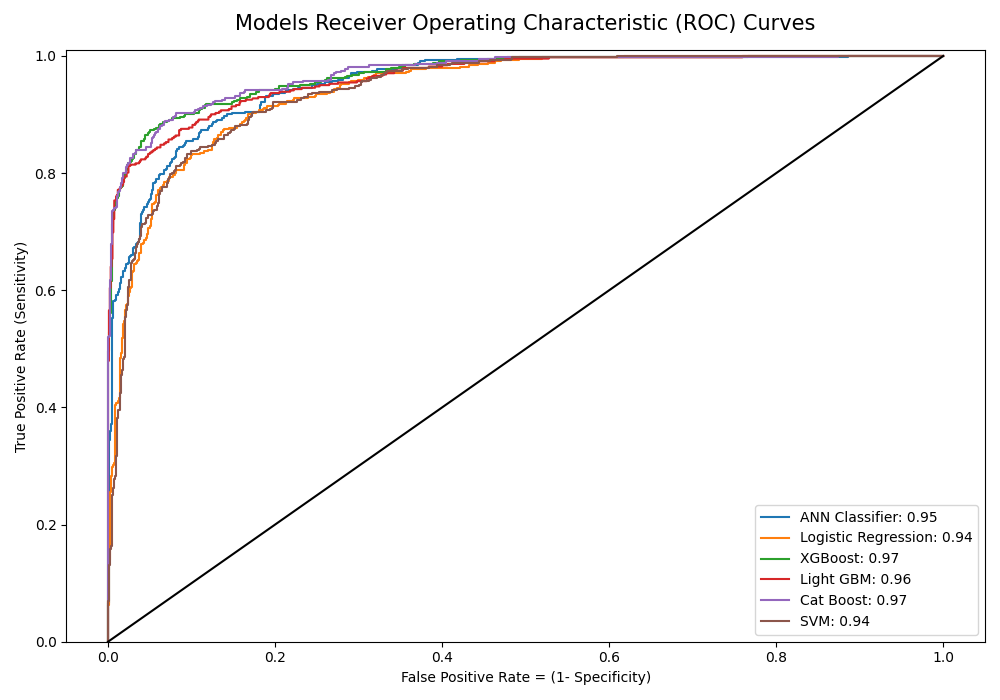 Models Receiver Operating Characteristic (ROC) Curves
True Positive Rate (Sensitivity)
1.0
0.8
0.6
0.4
0.2
0.0
ANN Classifier: 0.95
Logistic Regression: 0.94
XGBoost: 0.97
Light GBM: 0.96
Cat Boost: 0.97
SVM: 0.94
0.0 0.2 0.4 0.6 0.8 1.0
False Positive Rate = (1- Specificity)